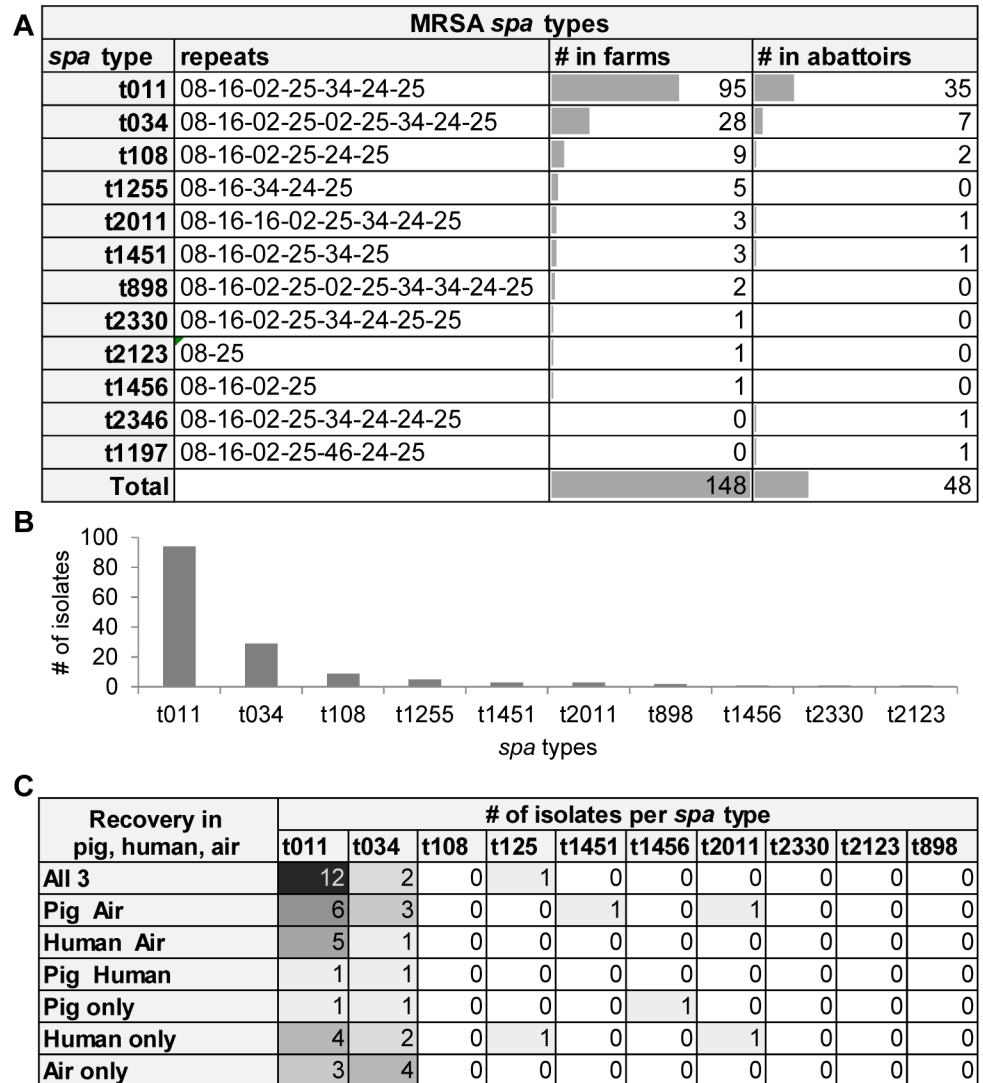 A
MRSA spa types
spa type repeats # in farms # in abattoirs
t011 08-16-02-25-34-24-25 95 35
t034 08-16-02-25-02-25-34-24-25 28 7
t108 08-16-02-25-24-25 9 2
t1255 08-16-34-24-25 5 0
t2011 08-16-16-02-25-34-24-25 3 1
t1451 08-16-02-25-34-25 3 1
t898 08-16-02-25-02-25-34-34-24-25 2 0
t2330 08-16-02-25-34-24-25-25 1 0
t2123 08-25 1 0
t1456 08-16-02-25 1 0
t2346 08-16-02-25-34-24-24-25 0 1
t1197 08-16-02-25-46-24-25 0 1
Total 148 48
B
# of isolates
100
80
60
40
20
0
t011 t034 t108 t1255 t1451 t2011 t898 t1456 t2330 t2123
spa types
C
Recovery in pig, human, air
# of isolates per spa type
t011 t034 t108 t125 t1451 t1456 t2011 t2330 t2123 t898
All 3 12 2 0 1 0 0 0 0 0 0
Pig Air 6 3 0 0 1 0 1 0 0 0
Human Air 5 1 0 0 0 0 0 0 0 0
Pig Human 1 1 0 0 0 0 0 0 0 0
Pig only 1 1 0 0 0 1 0 0 0 0
Human only 4 2 0 1 0 0 1 0 0 0
Air only 3 4 0 0 0 0 0 0 0 0